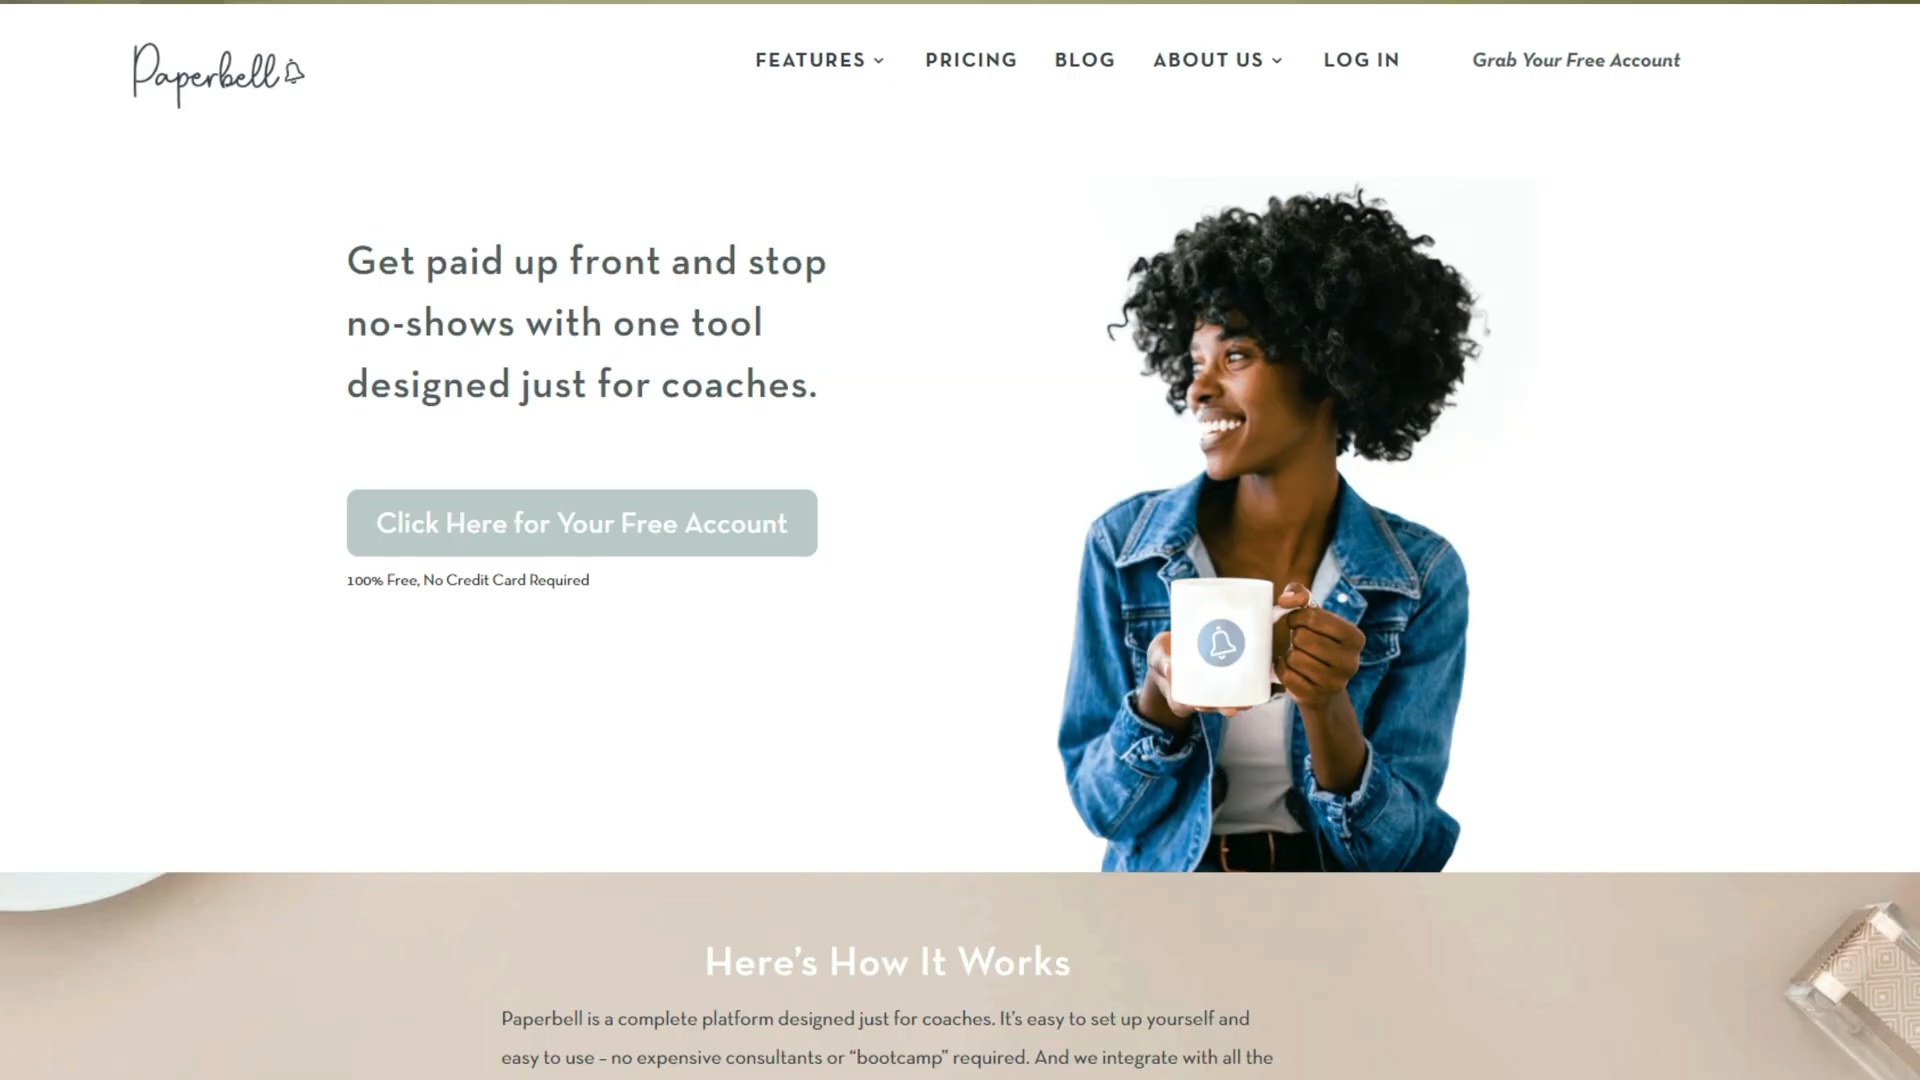 Paperbell
FEATURES
PRICING
BLOG
ABOUT US
LOG IN
Grab Your Free Account
Get paid up front and stop
no-shows with one tool
designed just for coaches.
Click Here for Your Free Account
100% Free, No Credit Card Required
Here's How It Works
Paperbell is a complete platform designed just for coaches. It's easy to set up yourself and
easy to use – no expensive consultants or “bootcamp” required. And we integrate with all the